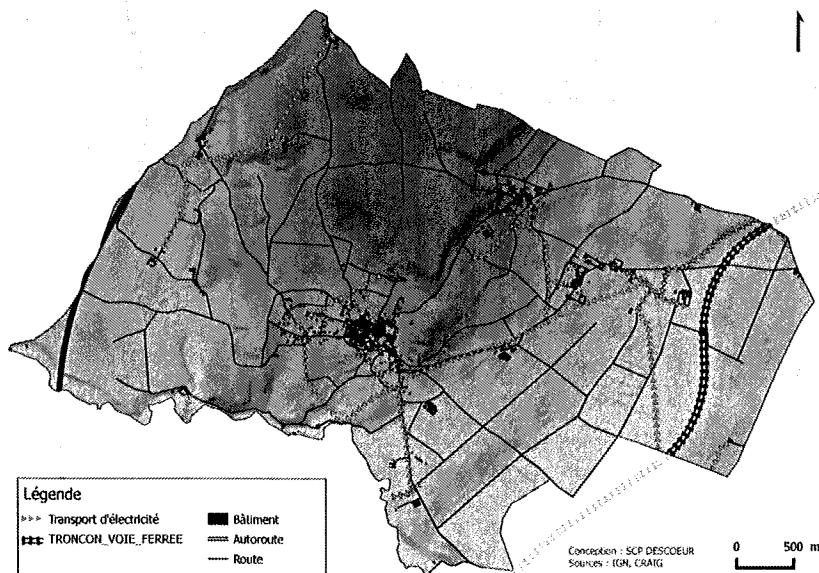 Légende
Transport d'électricité
TRONCON_VOIE_FERREE
Bâtiment
Autoroute
Route
Conception : SCP DESCOEUR
Sources : IGN, CRAIG
0 500 m